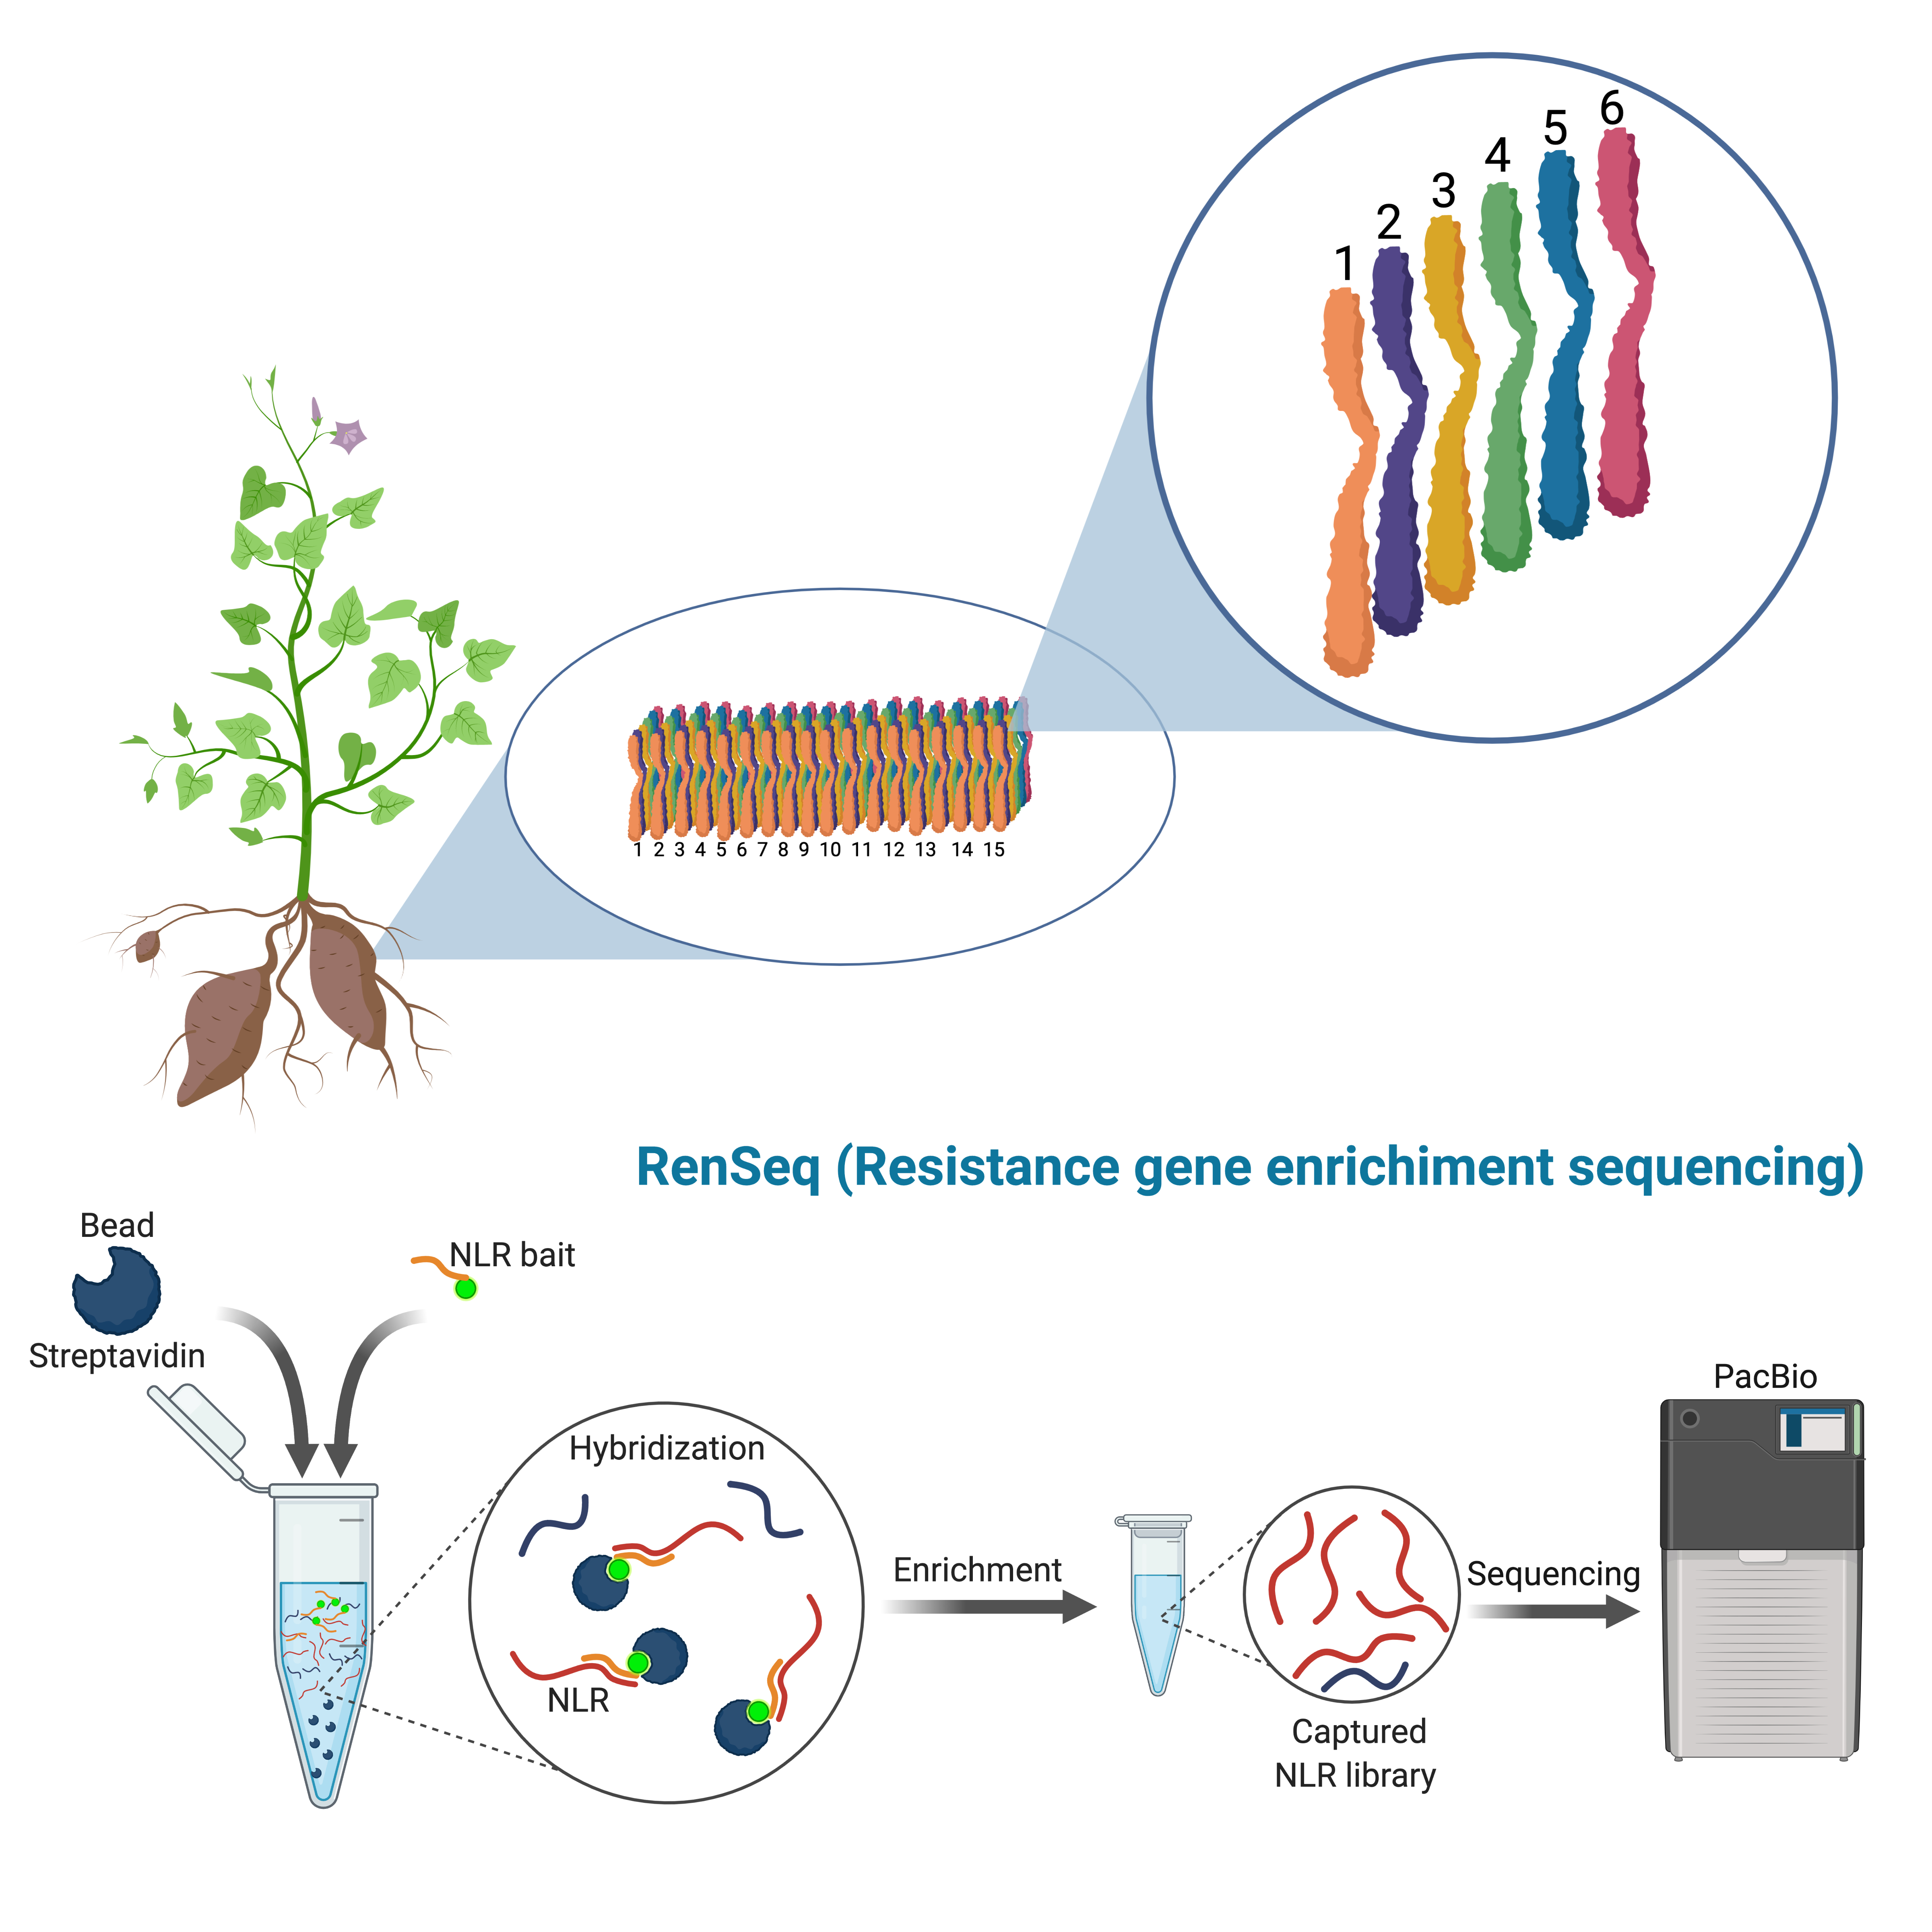 1 2 3 4 5 6
1 2 3 4 5 6 7 8 9 10 11 12 13 14 15
RenSeq (Resistance gene enrichiment sequencing)
Bead
Streptavidin
NLR bait
Hybridization
NLR
Enrichment
Captured
NLR library
Sequencing
PacBio